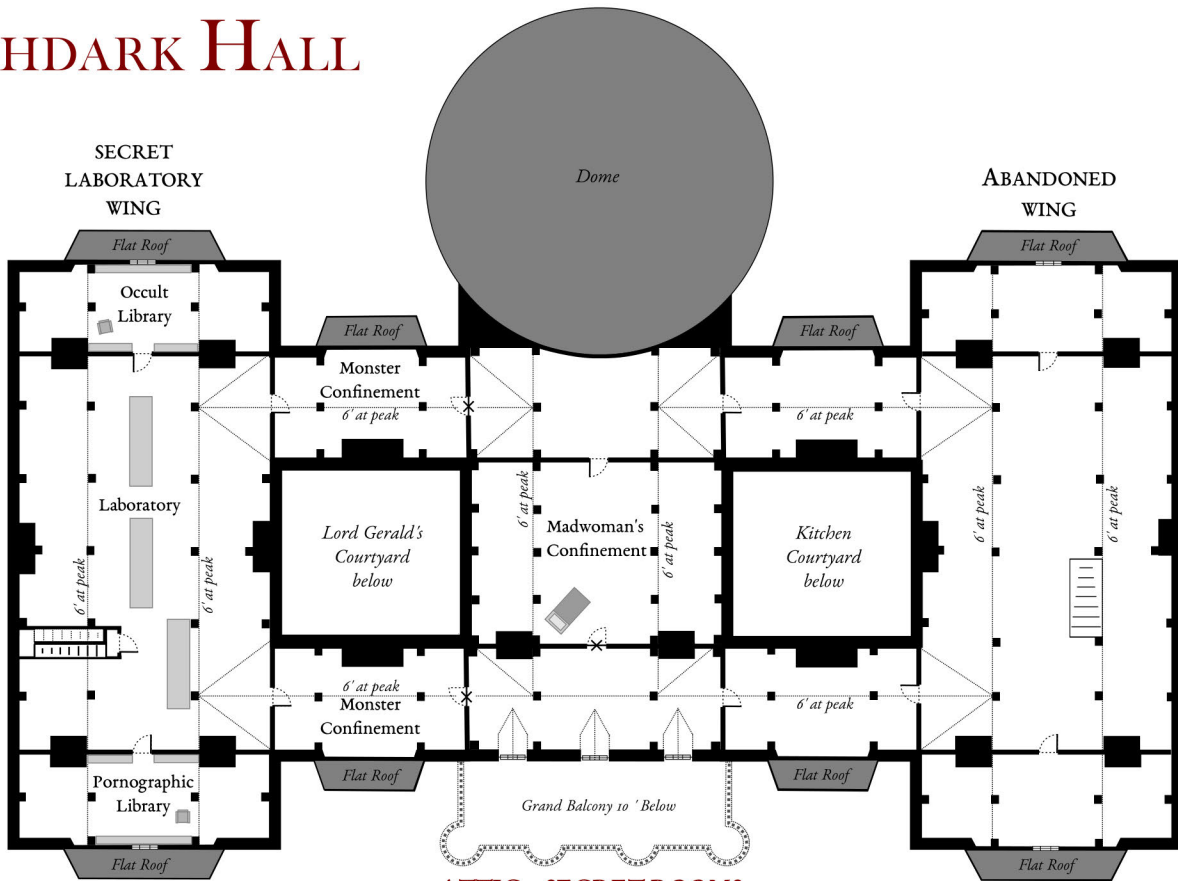 HDARK HALL
SECRET
LABORATORY
WING
Dome
ABANDONED
WING
Flat Roof
Flat Roof
Occult
Library
Flat Roof
Flat Roof
Monster
Confinement
6' at peak
6' at peak
Laboratory
6' at peak
6' at peak
Lord Gerald's
Courtyard
below
6' at peak
Madwoman's
Confinement
6' at peak
Kitchen
Courtyard
below
6' at peak
6' at peak
6' at peak
Monster
Confinement
6' at peak
Flat Roof
Flat Roof
Pornographic
Library
Grand Balcony 10 ' Below
Flat Roof
Flat Roof